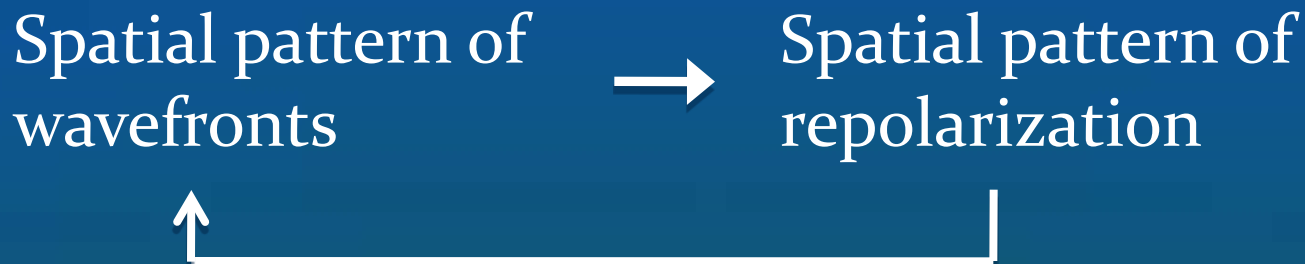 Spatial pattern of
wavefronts
Spatial pattern of
repolarization